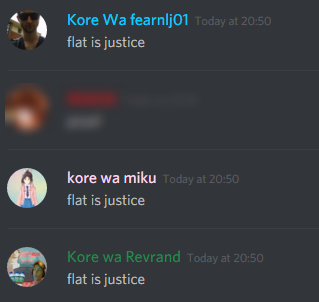 Kore Wa fearnlj01 Today at 20:50
flat is justice
kore wa miku Today at 20:50
flat is justice
Kore wa Revrand Today at 20:50
flat is justice